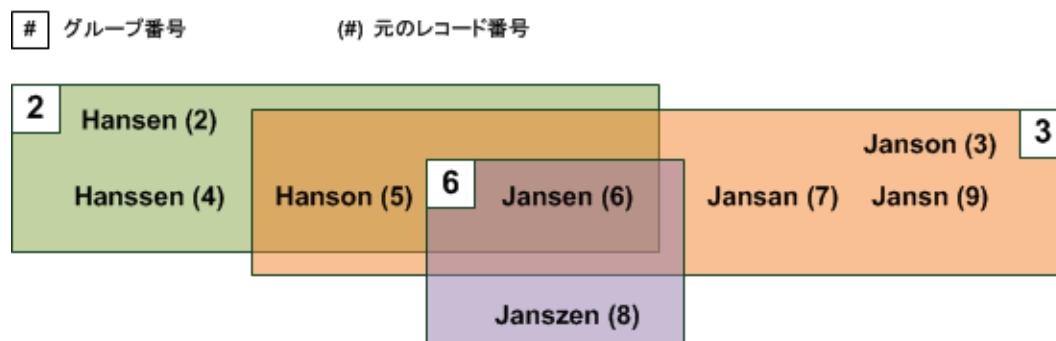 # グループ番号 (#) 元のレコード番号
2 Hansen (2)
Janson (3) 3
Hanssen (4) Hanson (5) 6 Jansen (6) Jansan (7) Jansn (9)
Janszen (8)